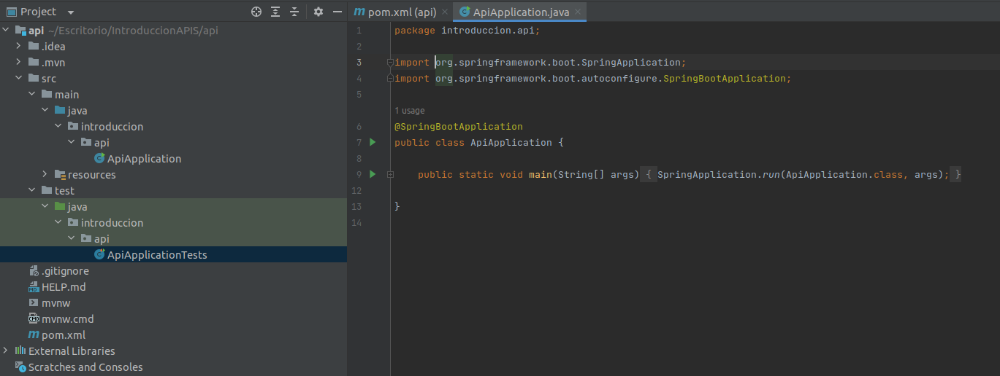 Project
api ~/Escritorio/IntroduccionAPIS/api
.idea
.mvn
src
main
java
introduccion
api
ApiApplication
resources
test
java
introduccion
api
ApiApplicationTests
.gitignore
HELP.md
mvnw
mvnw.cmd
pom.xml
External Libraries
Scratches and Consoles
pom.xml (api)
ApiApplication.java
1 package introduccion.api;
2
3 import org.springframework.boot.SpringApplication;
4 import org.springframework.boot.autoconfigure.SpringBootApplication;
5
1 usage
6 @SpringBootApplication
7 public class ApiApplication {
8
9 public static void main(String[] args) { SpringApplication.run(ApiApplication.class, args); }
12
13 }
14